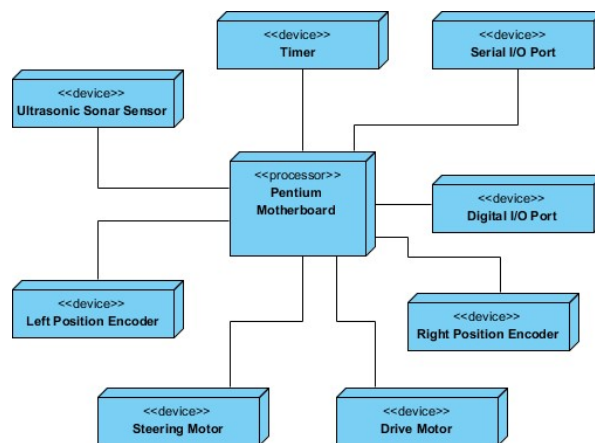 <<device>>
Timer
<<device>>
Serial I/O Port
<<device>>
Ultrasonic Sonar Sensor
<<processor>>
Pentium
Motherboard
<<device>>
Digital I/O Port
<<device>>
Left Position Encoder
<<device>>
Right Position Encoder
<<device>>
Steering Motor
<<device>>
Drive Motor